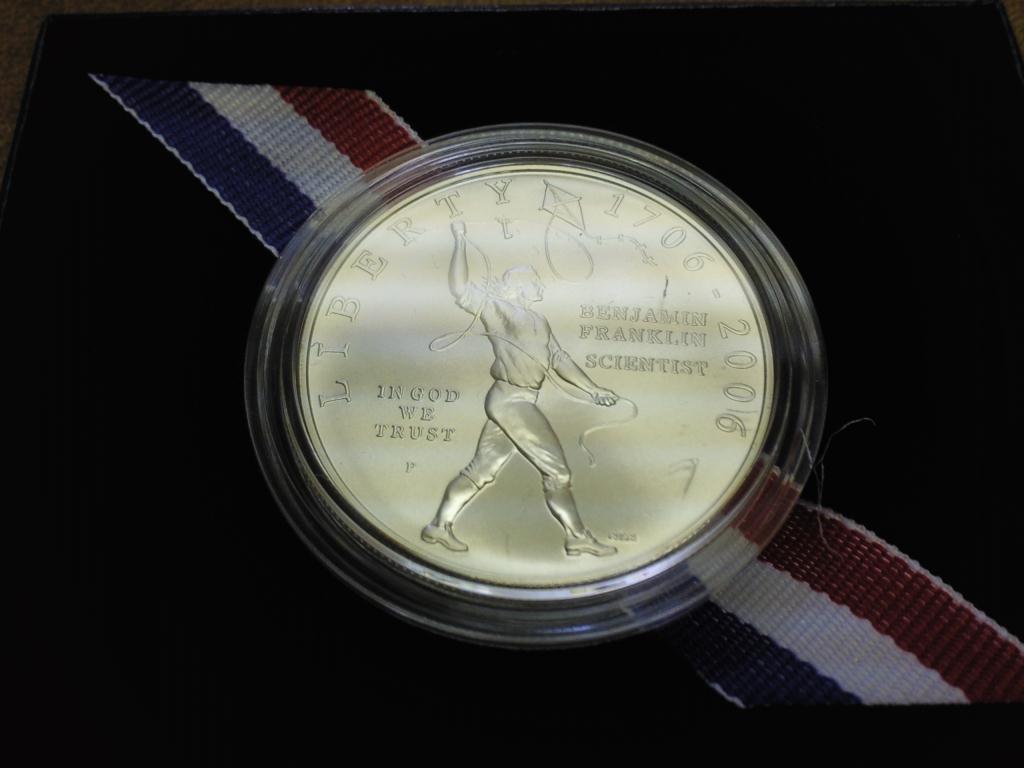 LIBERTY 1706-2006
BENJAMIN
FRANKLIN
SCIENTIST
IN GOD
WE
TRUST
P